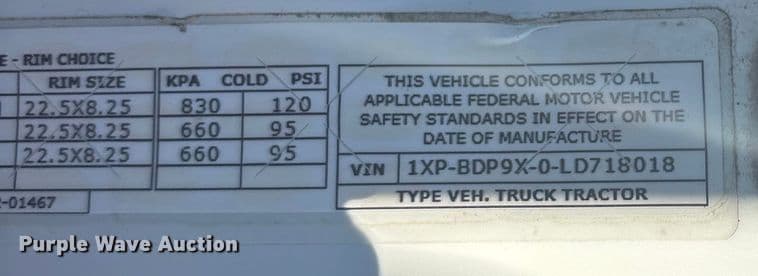 E - RIM CHOICE
RIM SIZE KPA COLD PSI
22.5X8.25 830 120
22.5X8.25 660 95
22.5X8.25 660 95
-01467
THIS VEHICLE CONFORMS TO ALL
APPLICABLE FEDERAL MOTOR VEHICLE
SAFETY STANDARDS IN EFFECT ON THE
DATE OF MANUFACTURE
VIN 1XP-BDP9X-0-LD718018
TYPE VEH. TRUCK TRACTOR
Purple Wave Auction